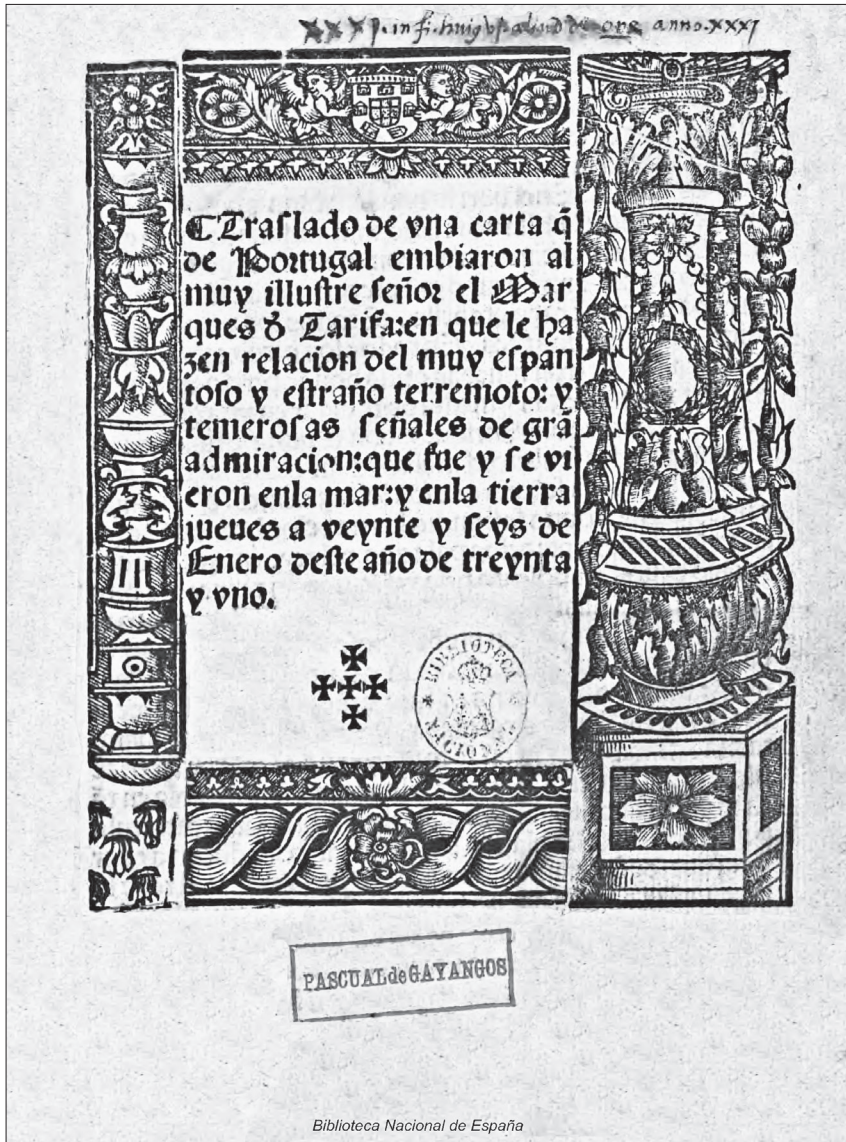 anno. xxxj
¶ Traſlado de vna carta q̃
de Portugal embiaron al
muy illuſtre ſeñor el Mar
ques d̕ Tarifa:en que le ha
zen relacion del muy eſpan
toſo y eſtraño terremoto: y
temeroſas ſeñales de grã
admiracion:que fue y ſe vi
eron enla mar:y enla tierra
jueues a veynte y ſeys de
Enero deſte año de treynta
y vno.
BIBLIOTECA
NACIONAL
PASCUAL de GAYANGOS
Biblioteca Nacional de España